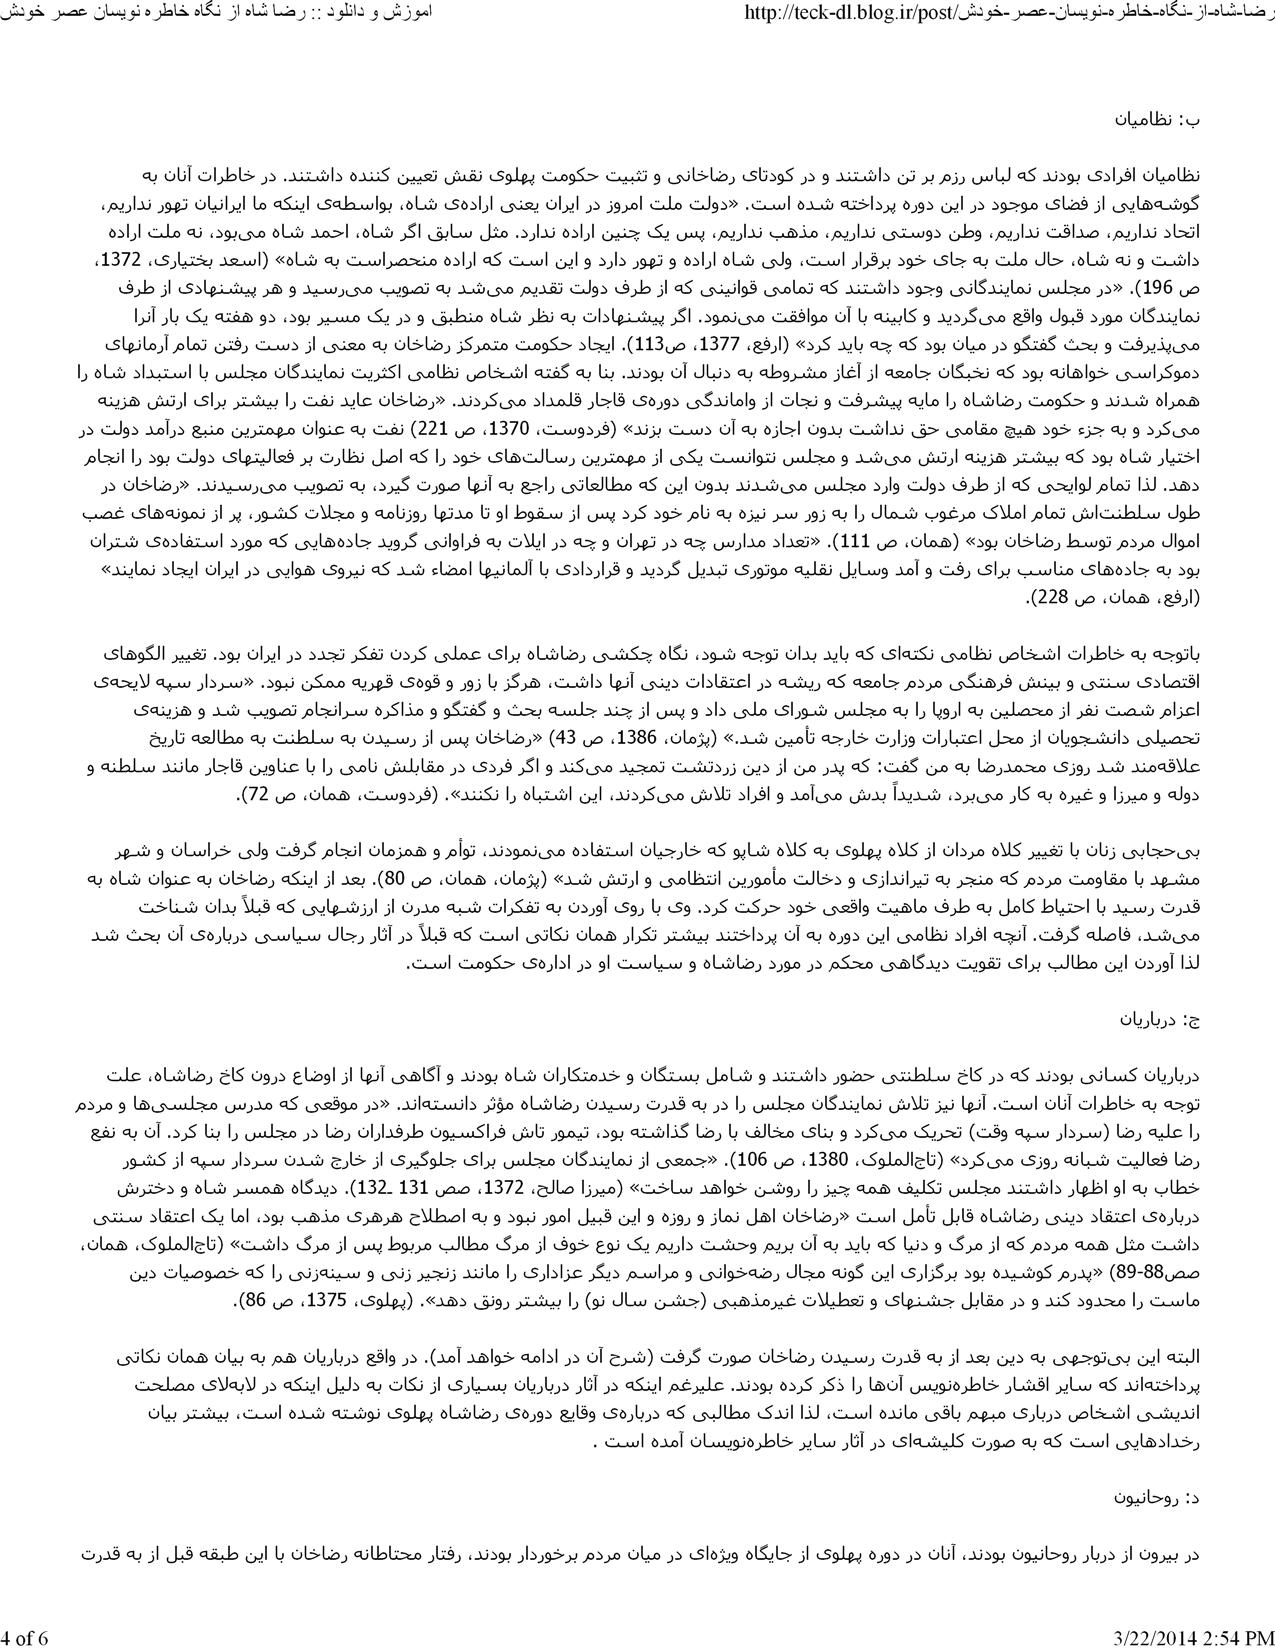 آموزش و دانلود :: رضا شاه از نگاه خاطره نویسان عصر خودش
http://teck-dl.blog.ir/post/رضا-شاه-از-نگاه-خاطره-نویسان-عصر-خودش
ب: نظامیان
نظامیان افرادی بودند که لباس رزم بر تن داشتند و در کودتای رضاخانی و تثبیت حکومت پهلوی نقش تعیین کننده داشتند. در خاطرات آنان به
گوشه‌هایی از فضای موجود در این دوره پرداخته شده است. «دولت ملت امروز در ایران یعنی اراده‌ی شاه، بواسطه‌ی اینکه ما ایرانیان تهور نداریم،
اتحاد نداریم، صداقت نداریم، وطن دوستی نداریم، مذهب نداریم، پس یک چنین اراده ندارد. مثل سابق اگر شاه، احمد شاه می‌بود، نه ملت اراده
داشت و نه شاه، حال ملت به جای خود برقرار است، ولی شاه اراده و تهور دارد و این است که اراده منحصراست به شاه» (اسعد بختیاری، 1372،
ص 196). «در مجلس نمایندگانی وجود داشتند که تمامی قوانینی که از طرف دولت تقدیم می‌شد به تصویب می‌رسید و هر پیشنهادی از طرف
نمایندگان مورد قبول واقع می‌گردید و کابینه با آن موافقت می‌نمود. اگر پیشنهادات به نظر شاه منطبق و در یک مسیر بود، دو هفته یک بار آنرا
می‌پذیرفت و بحث گفتگو در میان بود که چه باید کرد» (ارفع، 1377، ص113). ایجاد حکومت متمرکز رضاخان به معنی از دست رفتن تمام آرمانهای
دموکراسی خواهانه بود که نخبگان جامعه از آغاز مشروطه به دنبال آن بودند. بنا به گفته اشخاص نظامی اکثریت نمایندگان مجلس با استبداد شاه را
همراه شدند و حکومت رضاشاه را مایه پیشرفت و نجات از واماندگی دوره‌ی قاجار قلمداد می‌کردند. «رضاخان عاید نفت را بیشتر برای ارتش هزینه
می‌کرد و به جزء خود هیچ مقامی حق نداشت بدون اجازه به آن دست بزند» (فردوست، 1370، ص 221) نفت به عنوان مهمترین منبع درآمد دولت در
اختیار شاه بود که بیشتر هزینه ارتش می‌شد و مجلس نتوانست یکی از مهمترین رسالت‌های خود را که اصل نظارت بر فعالیتهای دولت بود را انجام
دهد. لذا تمام لوایحی که از طرف دولت وارد مجلس می‌شدند بدون این که مطالعاتی راجع به آنها صورت گیرد، به تصویب می‌رسیدند. «رضاخان در
طول سلطنت‌اش تمام املاک مرغوب شمال را به زور سر نیزه به نام خود کرد پس از سقوط او تا مدتها روزنامه و مجلات کشور، پر از نمونه‌های غصب
اموال مردم توسط رضاخان بود» (همان، ص 111). «تعداد مدارس چه در تهران و چه در ایلات به فراوانی گروید جاده‌هایی که مورد استفاده‌ی شتران
بود به جاده‌های مناسب برای رفت و آمد وسایل نقلیه موتوری تبدیل گردید و قراردادی با آلمانیها امضاء شد که نیروی هوایی در ایران ایجاد نمایند»
(ارفع، همان، ص 228).
باتوجه به خاطرات اشخاص نظامی نکته‌ای که باید بدان توجه شود، نگاه چکشی رضاشاه برای عملی کردن تفکر تجدد در ایران بود. تغییر الگوهای
اقتصادی سنتی و بینش فرهنگی مردم جامعه که ریشه در اعتقادات دینی آنها داشت، هرگز با زور و قوه‌ی قهریه ممکن نبود. «سردار سپه لایحه‌ی
اعزام شصت نفر از محصلین به اروپا را به مجلس شورای ملی داد و پس از چند جلسه بحث و گفتگو و مذاکره سرانجام تصویب شد و هزینه‌ی
تحصیلی دانشجویان از محل اعتبارات وزارت خارجه تأمین شد.» (پژمان، 1386، ص 43) «رضاخان پس از رسیدن به سلطنت به مطالعه تاریخ
علاقه‌مند شد روزی محمدرضا به من گفت: که پدر من از دین زردتشت تمجید می‌کند و اگر فردی در مقابلش نامی را با عناوین قاجار مانند سلطنه و
دوله و میرزا و غیره به کار می‌برد، شدیداً بدش می‌آمد و افراد تلاش می‌کردند، این اشتباه را نکنند». (فردوست، همان، ص 72).
بی‌حجابی زنان با تغییر کلاه مردان از کلاه پهلوی به کلاه شاپو که خارجیان استفاده می‌نمودند، توأم و همزمان انجام گرفت ولی خراسان و شهر
مشهد با مقاومت مردم که منجر به تیراندازی و دخالت مأمورین انتظامی و ارتش شد» (پژمان، همان، ص 80). بعد از اینکه رضاخان به عنوان شاه به
قدرت رسید با احتیاط کامل به طرف ماهیت واقعی خود حرکت کرد. وی با روی آوردن به تفکرات شبه مدرن از ارزشهایی که قبلاً بدان شناخت
می‌شد، فاصله گرفت. آنچه افراد نظامی این دوره به آن پرداختند بیشتر تکرار همان نکاتی است که قبلاً در آثار رجال سیاسی درباره‌ی آن بحث شد
لذا آوردن این مطالب برای تقویت دیدگاهی محکم در مورد رضاشاه و سیاست او در اداره‌ی حکومت است.
ج: درباریان
درباریان کسانی بودند که در کاخ سلطنتی حضور داشتند و شامل بستگان و خدمتکاران شاه بودند و آگاهی آنها از اوضاع درون کاخ رضاشاه، علت
توجه به خاطرات آنان است. آنها نیز تلاش نمایندگان مجلس را در به قدرت رسیدن رضاشاه مؤثر دانسته‌اند. «در موقعی که مدرس مجلسی‌ها و مردم
را علیه رضا (سردار سپه وقت) تحریک می‌کرد و بنای مخالف با رضا گذاشته بود، تیمور تاش فراکسیون طرفداران رضا در مجلس را بنا کرد. آن به نفع
رضا فعالیت شبانه روزی می‌کرد» (تاج‌الملوک، 1380، ص 106). «جمعی از نمایندگان مجلس برای جلوگیری از خارج شدن سردار سپه از کشور
خطاب به او اظهار داشتند مجلس تکلیف همه چیز را روشن خواهد ساخت» (میرزا صالح، 1372، صص 131 ـ132). دیدگاه همسر شاه و دخترش
درباره‌ی اعتقاد دینی رضاشاه قابل تأمل است «رضاخان اهل نماز و روزه و این قبیل امور نبود و به اصطلاح هرهری مذهب بود، اما یک اعتقاد سنتی
داشت مثل همه مردم که از مرگ و دنیا که باید به آن بریم وحشت داریم یک نوع خوف از مرگ مطالب مربوط پس از مرگ داشت» (تاج‌الملوک، همان،
صص88-89) «پدرم کوشیده بود برگزاری این گونه مجال رضه‌خوانی و مراسم دیگر عزاداری را مانند زنجیر زنی و سینه‌زنی را که خصوصیات دین
ماست را محدود کند و در مقابل جشنهای و تعطیلات غیرمذهبی (جشن سال نو) را بیشتر رونق دهد». (پهلوی، 1375، ص 86).
البته این بی‌توجهی به دین بعد از به قدرت رسیدن رضاخان صورت گرفت (شرح آن در ادامه خواهد آمد). در واقع درباریان هم به بیان همان نکاتی
پرداخته‌اند که سایر اقشار خاطره‌نویس آن‌ها را ذکر کرده بودند. علیرغم اینکه در آثار درباریان بسیاری از نکات به دلیل اینکه در لابه‌لای مصلحت
اندیشی اشخاص درباری مبهم باقی مانده است، لذا اندک مطالبی که درباره‌ی وقایع دوره‌ی رضاشاه پهلوی نوشته شده است، بیشتر بیان
رخدادهایی است که به صورت کلیشه‌ای در آثار سایر خاطره‌نویسان آمده است .
د: روحانیون
در بیرون از دربار روحانیون بودند، آنان در دوره پهلوی از جایگاه ویژه‌ای در میان مردم برخوردار بودند، رفتار محتاطانه رضاخان با این طبقه قبل از به قدرت
4 of 6
3/22/2014 2:54 PM